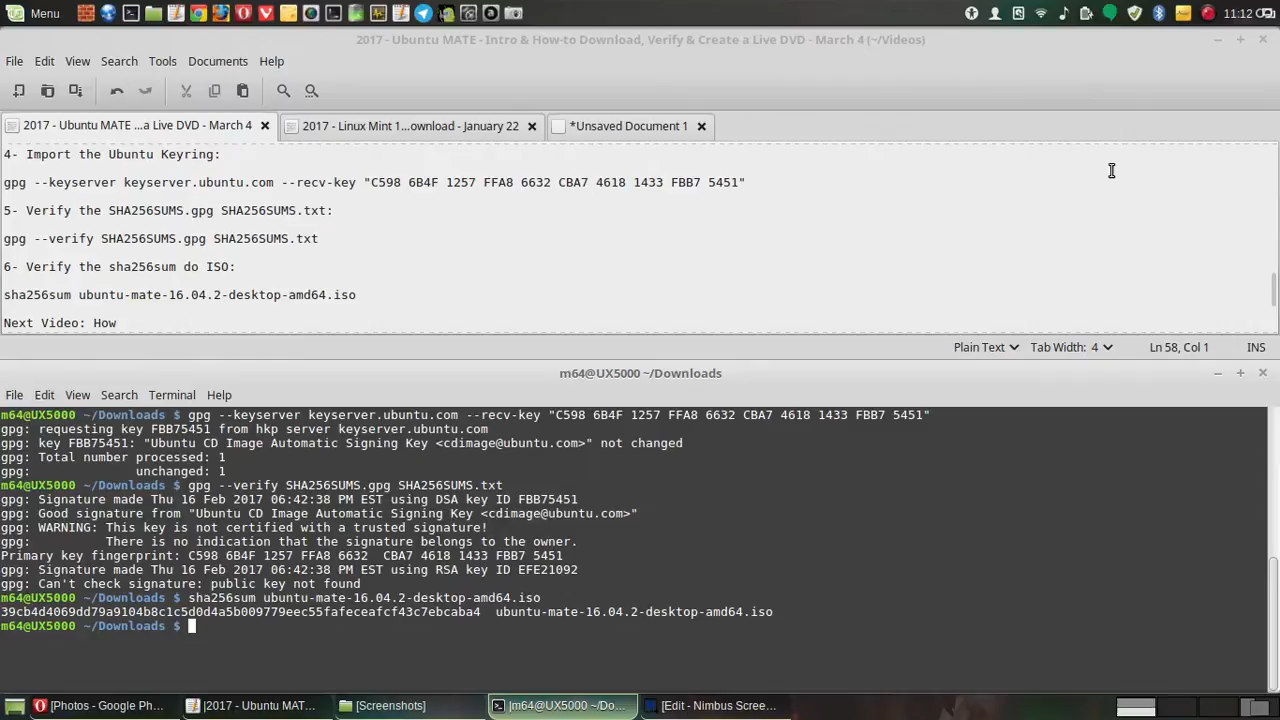 Menu
11:12
2017 - Ubuntu MATE - Intro & How-to Download, Verify & Create a Live DVD - March 4 (~/Videos)
File Edit View Search Tools Documents Help
2017 - Ubuntu MATE ...a Live DVD - March 4
2017 - Linux Mint 1...ownload - January 22
*Unsaved Document 1
4- Import the Ubuntu Keyring:
gpg --keyserver keyserver.ubuntu.com --recv-key "C598 6B4F 1257 FFA8 6632 CBA7 4618 1433 FBB7 5451"
5- Verify the SHA256SUMS.gpg SHA256SUMS.txt:
gpg --verify SHA256SUMS.gpg SHA256SUMS.txt
6- Verify the sha256sum do ISO:
sha256sum ubuntu-mate-16.04.2-desktop-amd64.iso
Next Video: How
Plain Text Tab Width: 4 Ln 58, Col 1 INS
m64@UX5000 ~/Downloads
File Edit View Search Terminal Help
m64@UX5000 ~/Downloads $ gpg --keyserver keyserver.ubuntu.com --recv-key "C598 6B4F 1257 FFA8 6632 CBA7 4618 1433 FBB7 5451"
gpg: requesting key FBB75451 from hkp server keyserver.ubuntu.com
gpg: key FBB75451: "Ubuntu CD Image Automatic Signing Key <cdimage@ubuntu.com>" not changed
gpg: Total number processed: 1
gpg: unchanged: 1
m64@UX5000 ~/Downloads $ gpg --verify SHA256SUMS.gpg SHA256SUMS.txt
gpg: Signature made Thu 16 Feb 2017 06:42:38 PM EST using DSA key ID FBB75451
gpg: Good signature from "Ubuntu CD Image Automatic Signing Key <cdimage@ubuntu.com>"
gpg: WARNING: This key is not certified with a trusted signature!
gpg: There is no indication that the signature belongs to the owner.
Primary key fingerprint: C598 6B4F 1257 FFA8 6632 CBA7 4618 1433 FBB7 5451
gpg: Signature made Thu 16 Feb 2017 06:42:38 PM EST using RSA key ID EFE21092
gpg: Can't check signature: public key not found
m64@UX5000 ~/Downloads $ sha256sum ubuntu-mate-16.04.2-desktop-amd64.iso
39cb4d4069dd79a9104b8c1c5d0d4a5b009779eec55fafeceafcf43c7ebcaba4 ubuntu-mate-16.04.2-desktop-amd64.iso
m64@UX5000 ~/Downloads $
[Photos - Google Ph...
|2017 - Ubuntu MAT...
[Screenshots]
|m64@UX5000 ~/Do...
[Edit - Nimbus Scree...